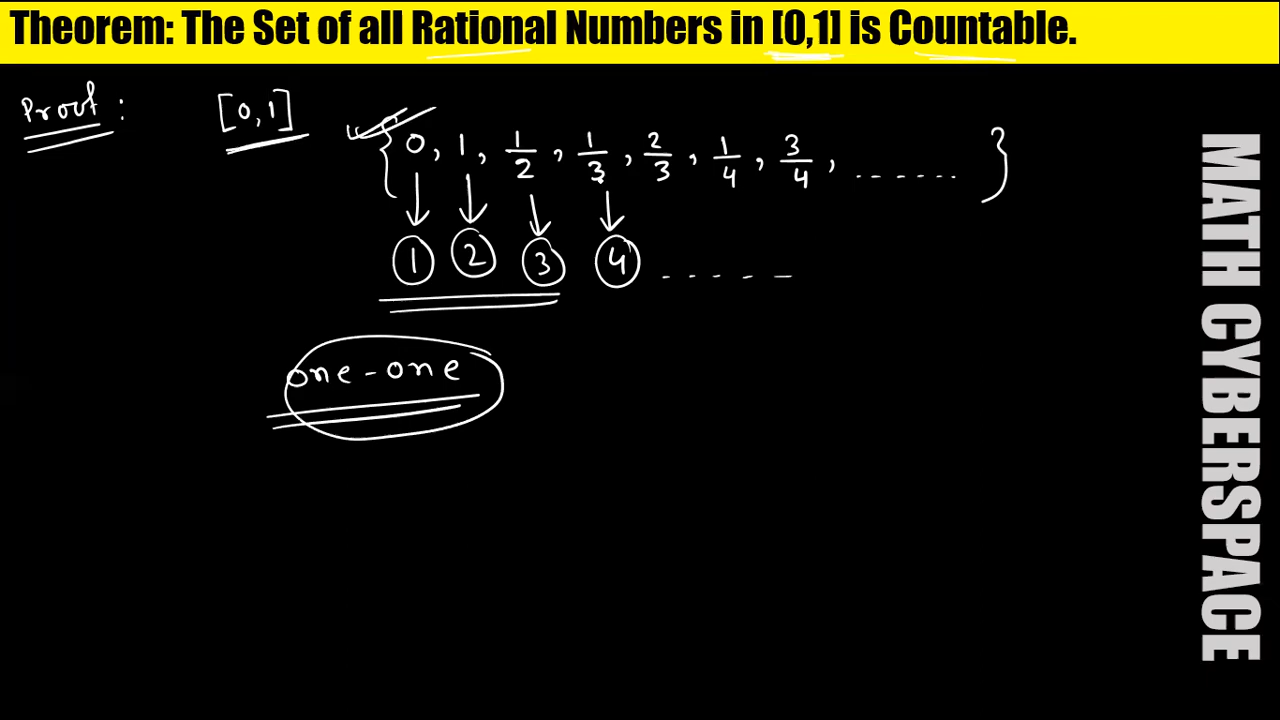 Theorem: The Set of all Rational Numbers in [0,1] is Countable.
Proof : [0,1] { 0, 1, 1/2, 1/3, 2/3, 1/4, 3/4, ....... }
1 2 3 4 - - - - -
one-one
MATH CYBERSPACE